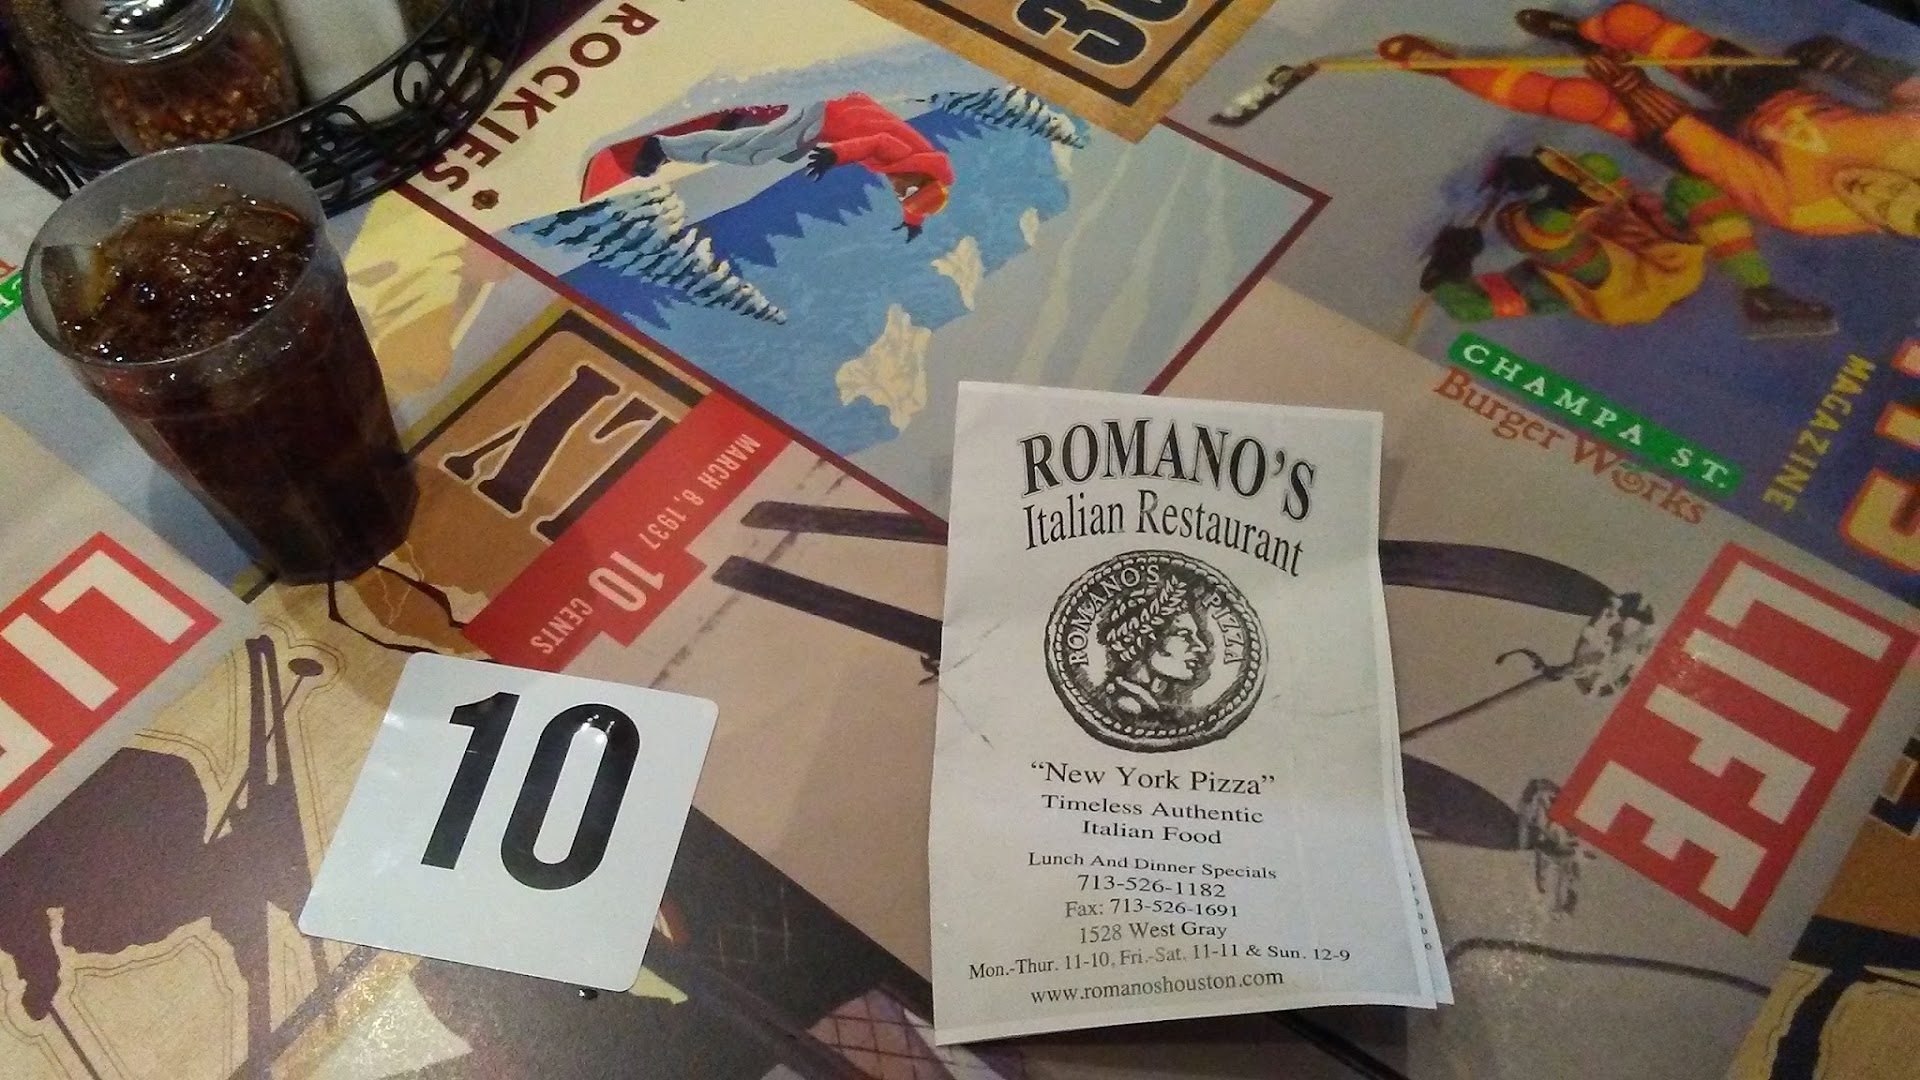 ROCKIES
30
CHAMPA ST.
Burger Works
MAGAZINE
MARCH 8, 1937
10
CENTS
LIFE
10
ROMANO'S
Italian Restaurant
ROMANO'S PIZZA
"New York Pizza"
Timeless Authentic
Italian Food
Lunch And Dinner Specials
713-526-1182
Fax: 713-526-1691
1528 West Gray
Mon.-Thur. 11-10, Fri.-Sat. 11-11 & Sun. 12-9
www.romanoshouston.com